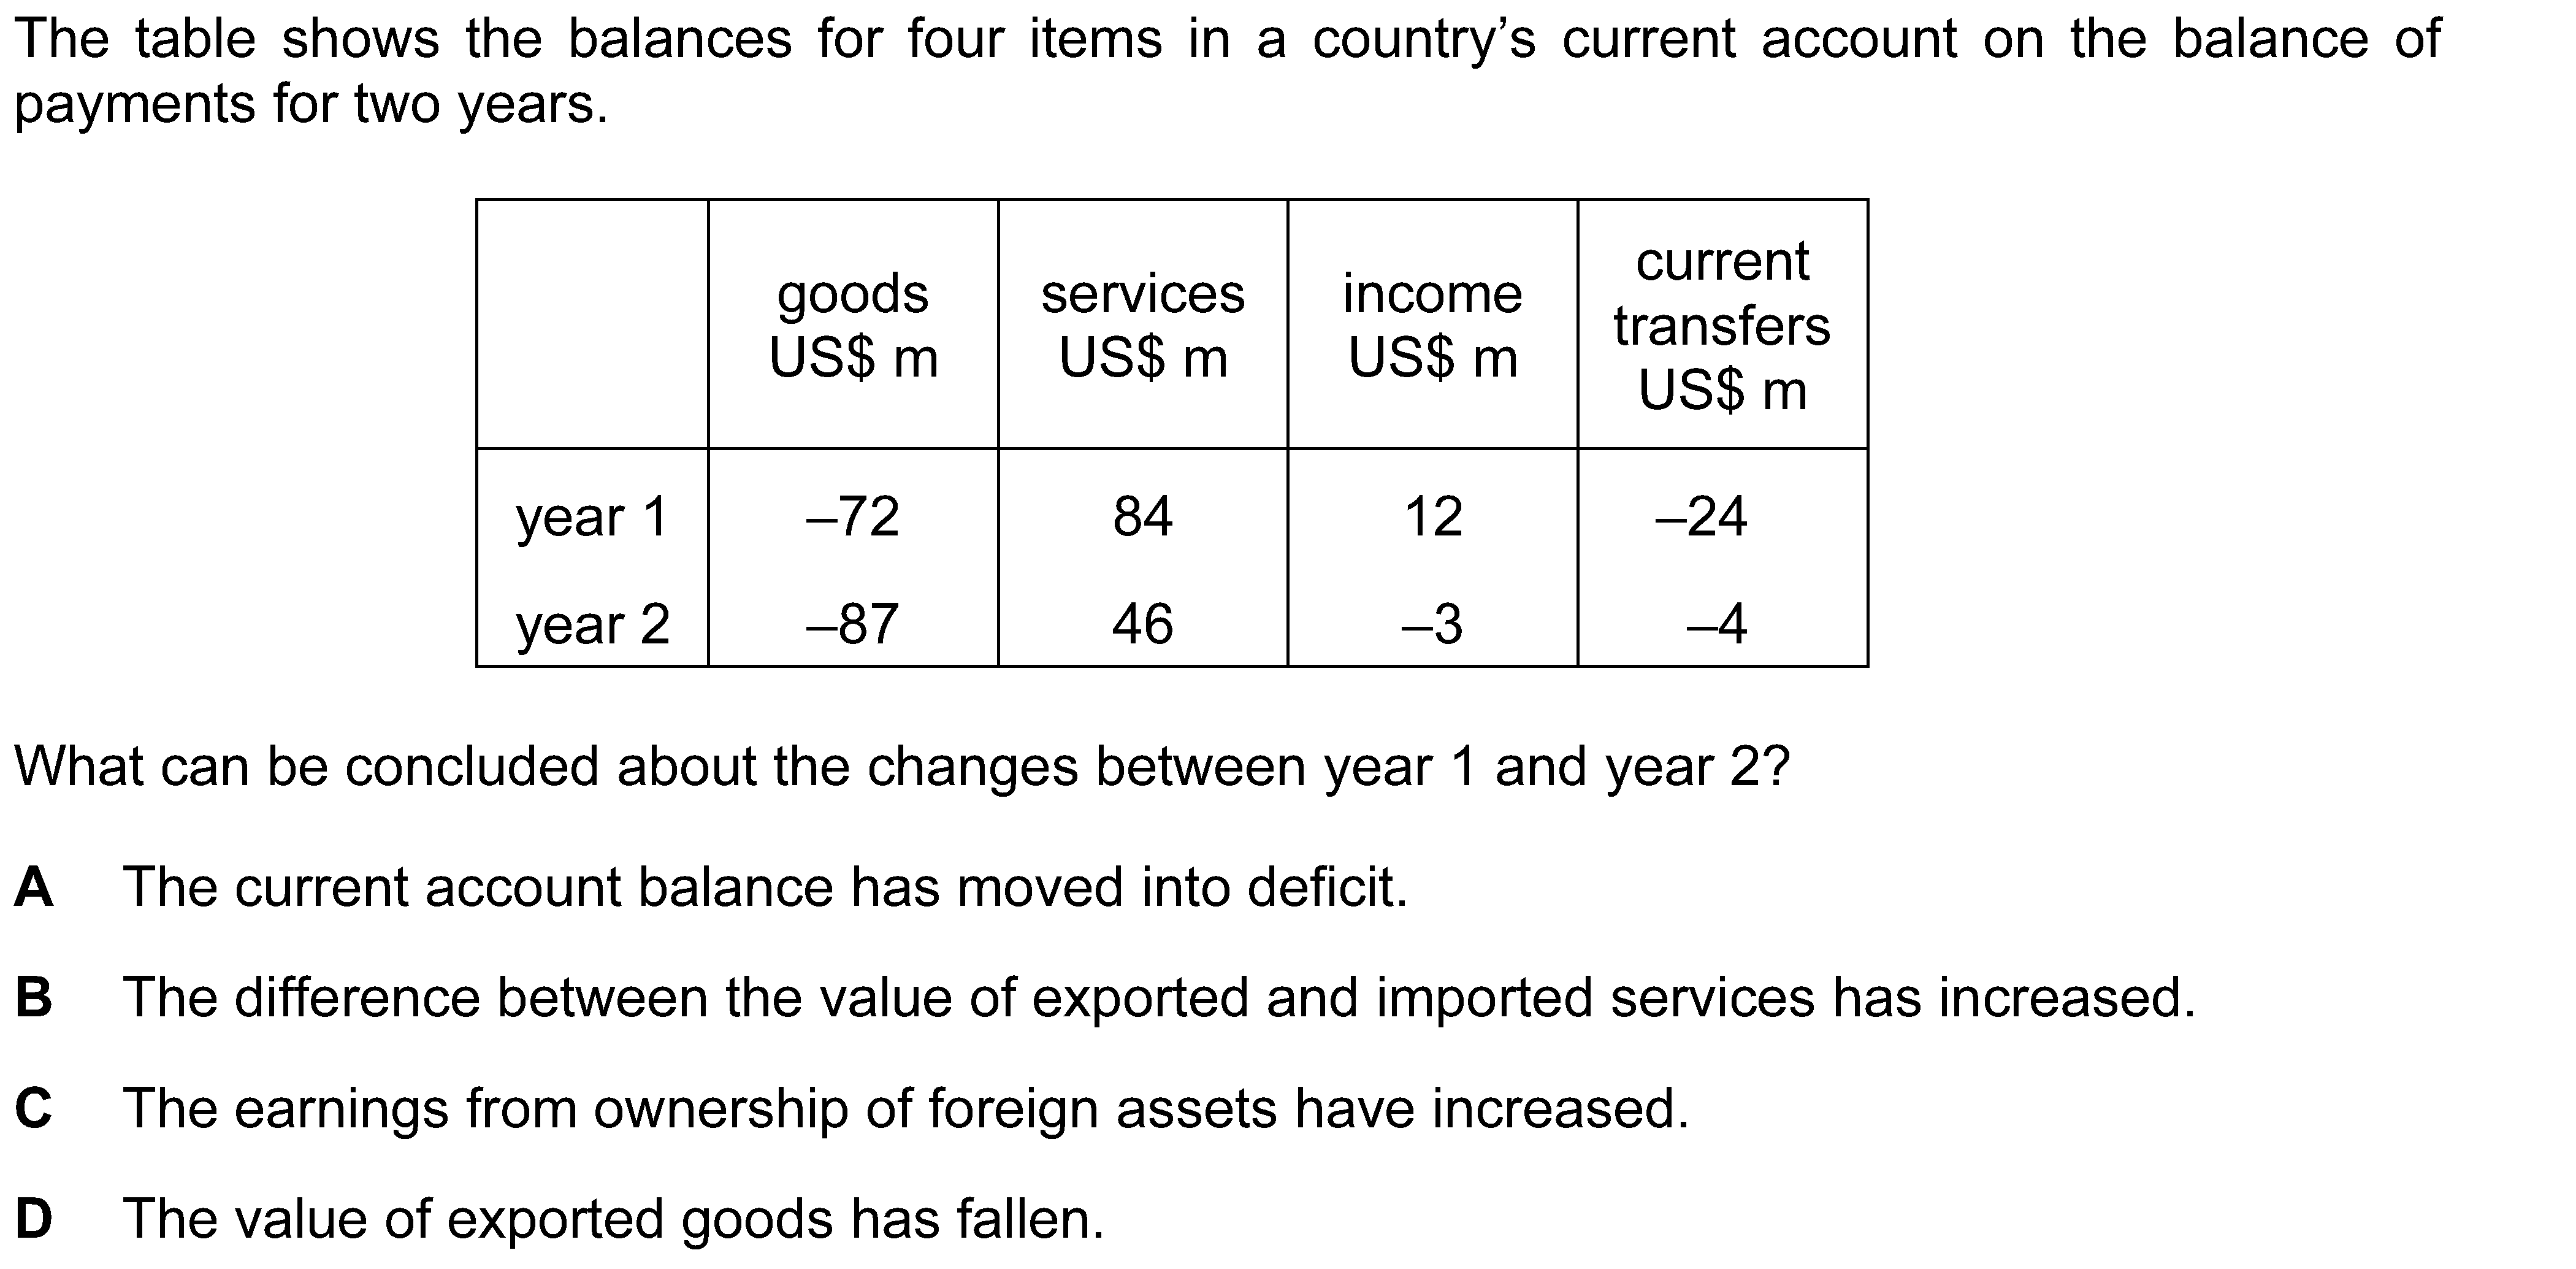 The table shows the balances for four items in a country’s current account on the balance of
payments for two years.
goods
US$ m
services
US$ m
income
US$ m
current
transfers
US$ m
year 1 –72 84 12 –24
year 2 –87 46 –3 –4
What can be concluded about the changes between year 1 and year 2?
A The current account balance has moved into deficit.
B The difference between the value of exported and imported services has increased.
C The earnings from ownership of foreign assets have increased.
D The value of exported goods has fallen.